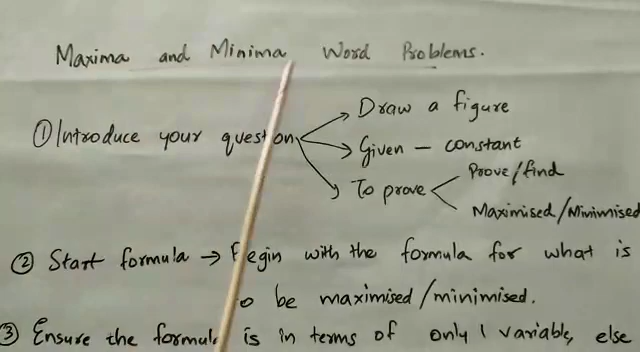 Maxima and Minima Word Problems.
Draw a figure
① Introduce your question
Given - constant
To prove
Prove/find
Maximised/Minimised
② Start formula → Begin with the formula for what is
to be maximised/minimised.
③ Ensure the formula is in terms of only 1 variable, else